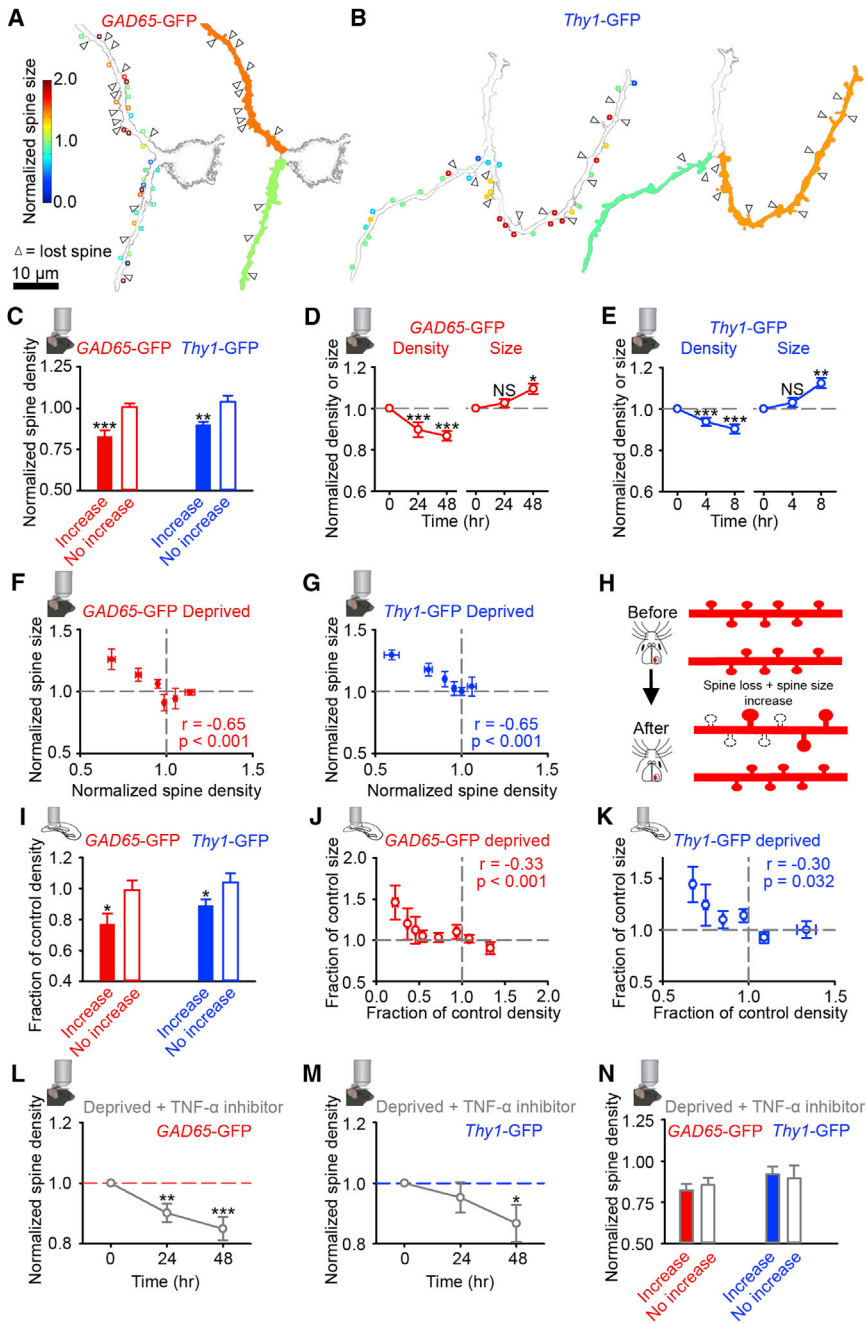 A
GAD65-GFP
Normalized spine size
2.0
1.0
0.0
Δ = lost spine
10 µm
B
Thy1-GFP
C
GAD65-GFP Thy1-GFP
Normalized spine density
1.25
1.00
0.75
0.50
***
**
Increase
No increase
Increase
No increase
D
GAD65-GFP
Density Size
Normalized density or size
1.4
1.2
1.0
0.8
0.6
***
***
NS
*
0 24 48 0 24 48
Time (hr)
E
Thy1-GFP
Density Size
Normalized density or size
1.4
1.2
1.0
0.8
0.6
***
***
NS
**
0 4 8 0 4 8
Time (hr)
F
GAD65-GFP Deprived
Normalized spine size
1.5
1.0
0.5
r = -0.65
p < 0.001
0.5 1.0 1.5
Normalized spine density
G
Thy1-GFP Deprived
Normalized spine size
1.5
1.0
0.5
r = -0.65
p < 0.001
0.5 1.0 1.5
Normalized spine density
H
Before
Spine loss + spine size
increase
After
I
GAD65-GFP Thy1-GFP
Fraction of control density
1.2
1.0
0.8
0.6
0.4
*
*
Increase
No increase
Increase
No increase
J
GAD65-GFP deprived
Fraction of control size
2.0
1.5
1.0
0.5
r = -0.33
p < 0.001
0.0 0.5 1.0 1.5 2.0
Fraction of control density
K
Thy1-GFP deprived
Fraction of control size
1.5
1.0
0.5
r = -0.30
p = 0.032
0.5 1.0 1.5
Fraction of control density
L
Deprived + TNF-α inhibitor
GAD65-GFP
Normalized spine density
1.2
1.0
0.8
**
***
0 24 48
Time (hr)
M
Deprived + TNF-α inhibitor
Thy1-GFP
Normalized spine density
1.2
1.0
0.8
*
0 24 48
Time (hr)
N
Deprived + TNF-α inhibitor
GAD65-GFP Thy1-GFP
Normalized spine density
1.25
1.00
0.75
0.50
Increase
No increase
Increase
No increase